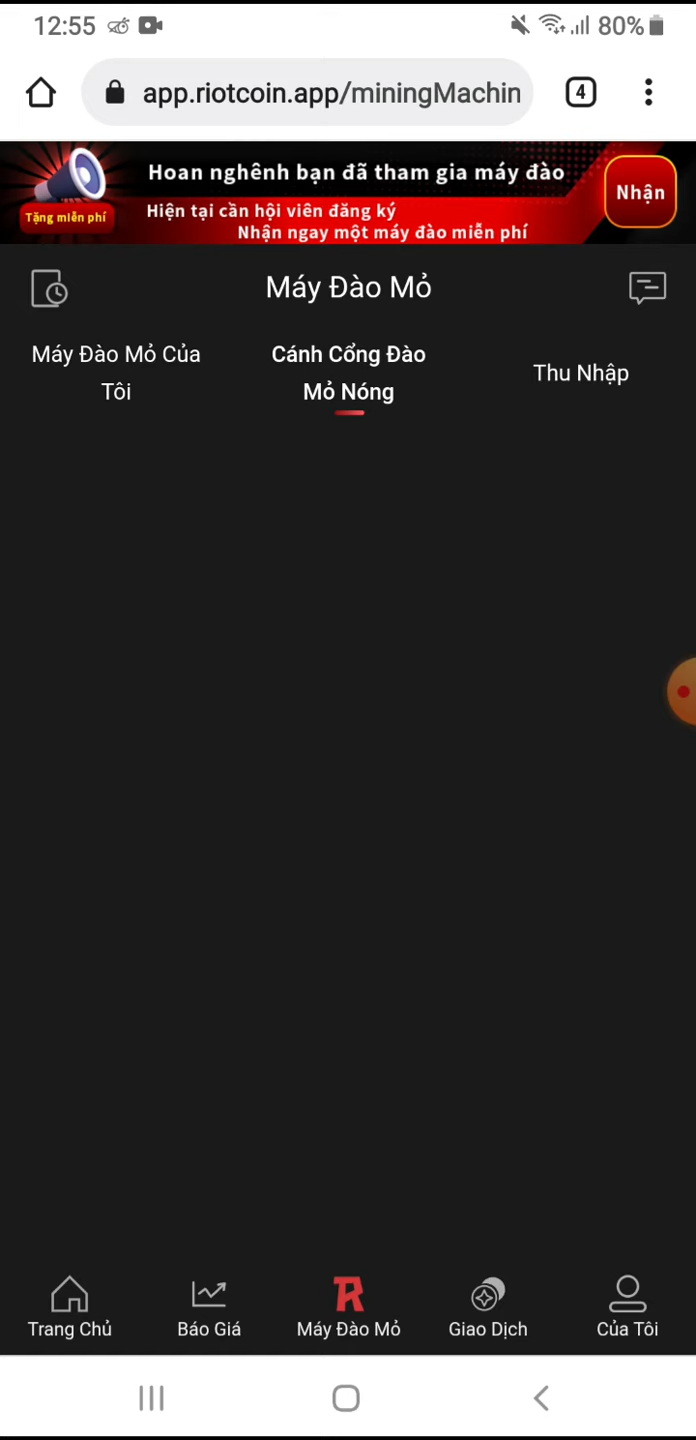 12:55
80%
app.riotcoin.app/miningMachin
4
Hoan nghênh bạn đã tham gia máy đào
Tặng miễn phí
Hiện tại cần hội viên đăng ký
Nhận ngay một máy đào miễn phí
Nhận
Máy Đào Mỏ
Máy Đào Mỏ Của
Tôi
Cánh Cổng Đào
Mỏ Nóng
Thu Nhập
Trang Chủ
Báo Giá
Máy Đào Mỏ
Giao Dịch
Của Tôi